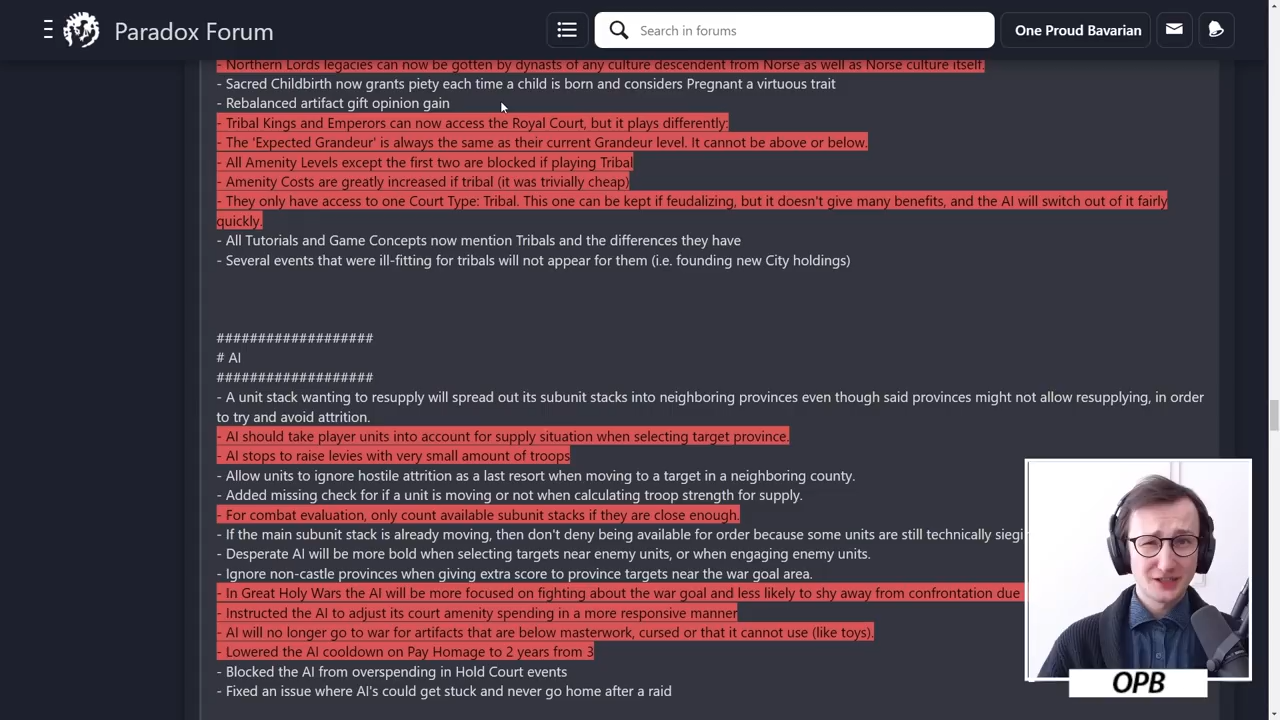 Paradox Forum
Search in forums
One Proud Bavarian
- Northern Lords legacies can now be gotten by dynasts of any culture descendent from Norse as well as Norse culture itself.
- Sacred Childbirth now grants piety each time a child is born and considers Pregnant a virtuous trait
- Rebalanced artifact gift opinion gain
- Tribal Kings and Emperors can now access the Royal Court, but it plays differently:
- The 'Expected Grandeur' is always the same as their current Grandeur level. It cannot be above or below.
- All Amenity Levels except the first two are blocked if playing Tribal
- Amenity Costs are greatly increased if tribal (it was trivially cheap)
- They only have access to one Court Type: Tribal. This one can be kept if feudalizing, but it doesn't give many benefits, and the AI will switch out of it fairly
quickly.
- All Tutorials and Game Concepts now mention Tribals and the differences they have
- Several events that were ill-fitting for tribals will not appear for them (i.e. founding new City holdings)
###################
# AI
###################
- A unit stack wanting to resupply will spread out its subunit stacks into neighboring provinces even though said provinces might not allow resupplying, in order
to try and avoid attrition.
- AI should take player units into account for supply situation when selecting target province.
- AI stops to raise levies with very small amount of troops
- Allow units to ignore hostile attrition as a last resort when moving to a target in a neighboring county.
- Added missing check for if a unit is moving or not when calculating troop strength for supply.
- For combat evaluation, only count available subunit stacks if they are close enough.
- If the main subunit stack is already moving, then don't deny being available for order because some units are still technically siegi
- Desperate AI will be more bold when selecting targets near enemy units, or when engaging enemy units.
- Ignore non-castle provinces when giving extra score to province targets near the war goal area.
- In Great Holy Wars the AI will be more focused on fighting about the war goal and less likely to shy away from confrontation due
- Instructed the AI to adjust its court amenity spending in a more responsive manner
- AI will no longer go to war for artifacts that are below masterwork, cursed or that it cannot use (like toys).
- Lowered the AI cooldown on Pay Homage to 2 years from 3
- Blocked the AI from overspending in Hold Court events
- Fixed an issue where AI's could get stuck and never go home after a raid
OPB